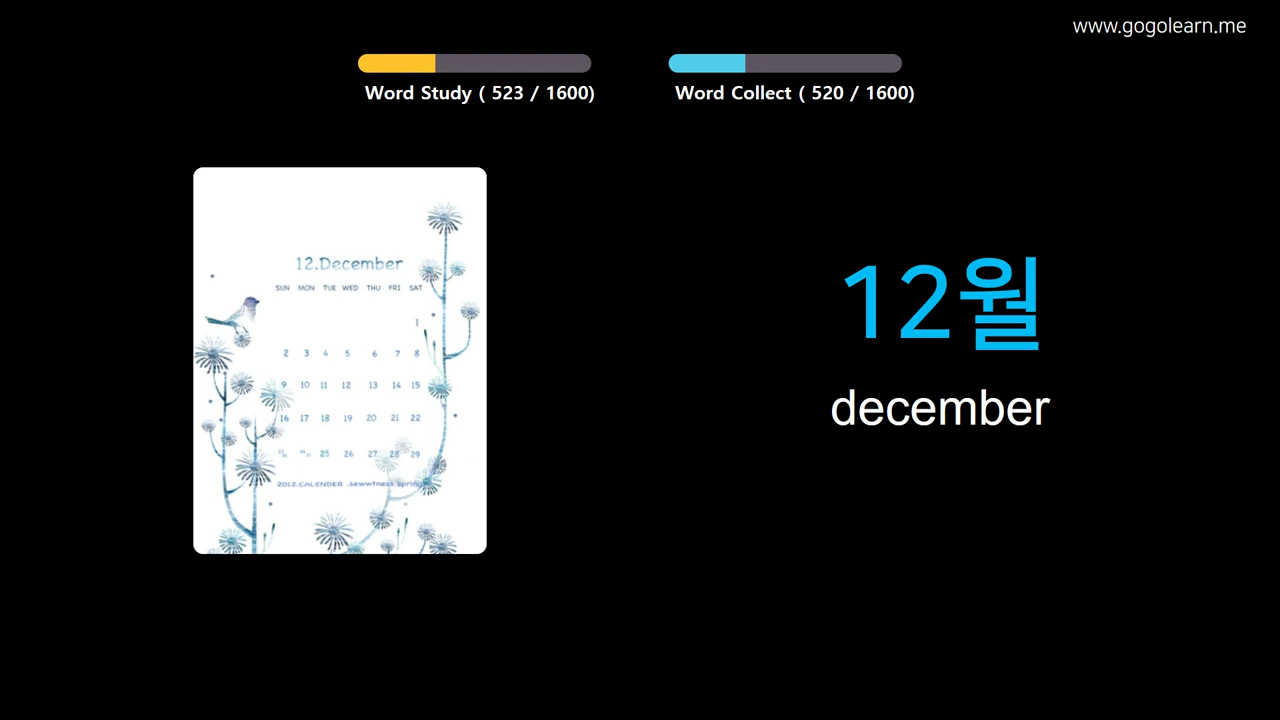 www.gogolearn.me
Word Study ( 523 / 1600)
Word Collect ( 520 / 1600)
12.December
SUN MON TUE WED THU FRI SAT
1
2 3 4 5 6 7 8
9 10 11 12 13 14 15
16 17 18 19 20 21 22
25 26 27 28 29
2012.CALENDER .sewwtness spring
12월
december